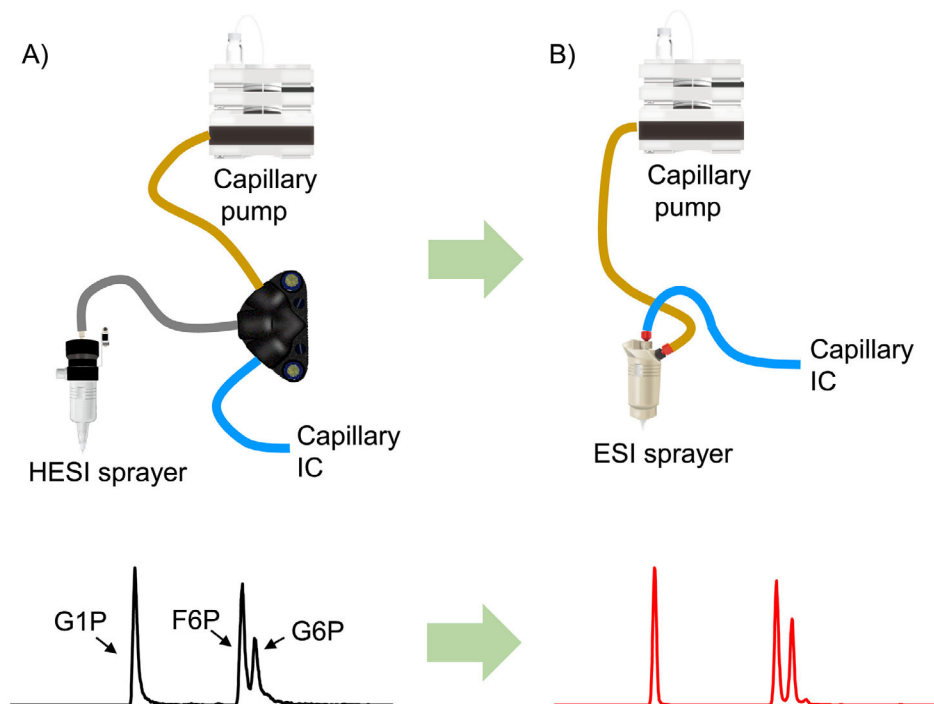 A)
Capillary
pump
HESI sprayer
Capillary
IC
B)
Capillary
pump
Capillary
IC
ESI sprayer
G1P
F6P
G6P